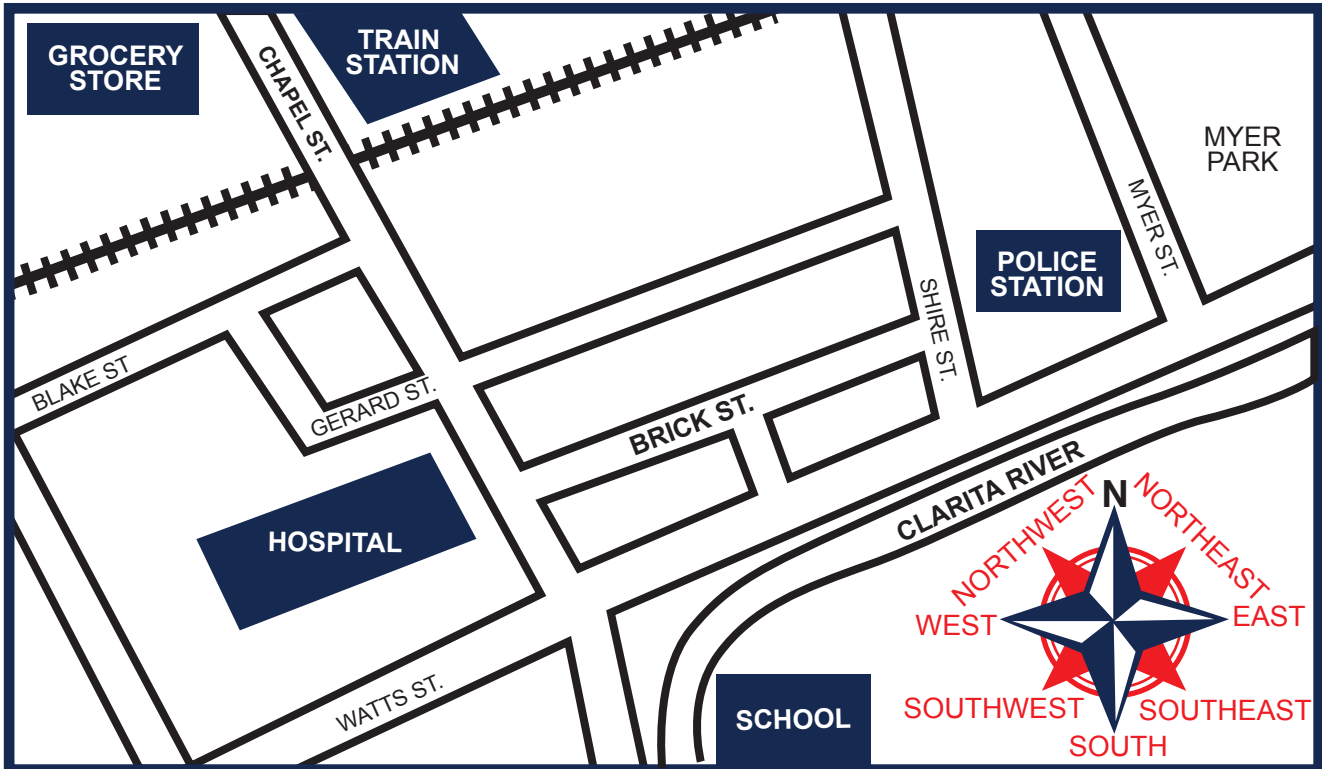 GROCERY
STORE
CHAPEL ST.
TRAIN
STATION
MYER
PARK
MYER ST.
POLICE
STATION
SHIRE ST.
BLAKE ST
GERARD ST.
BRICK ST.
HOSPITAL
CLARITA RIVER
WATTS ST.
SCHOOL
N
NORTHWEST
NORTHEAST
WEST
EAST
SOUTHWEST
SOUTHEAST
SOUTH